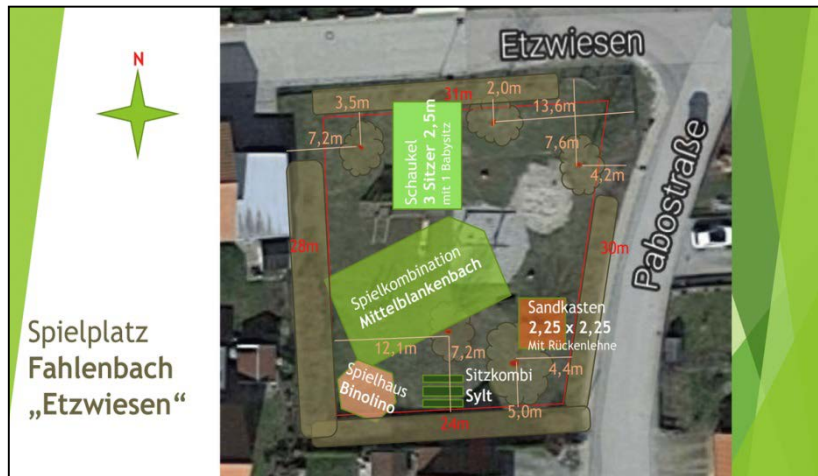 N
Etzwiesen
31m
2,0m
3,5m
13,6m
7,2m
7,6m
4,2m
Schaukel
3 Sitzer 2,5m
mit 1 Babysitz
Pabostraße
28m
30m
Spielkombination
Mittelblankenbach
Sandkasten
2,25 x 2,25
Mit Rückenlehne
12,1m
7,2m
4,4m
Spielhaus
Binolino
Sitzkombi
Sylt
5,0m
24m
Spielplatz
Fahlenbach
„Etzwiesen“